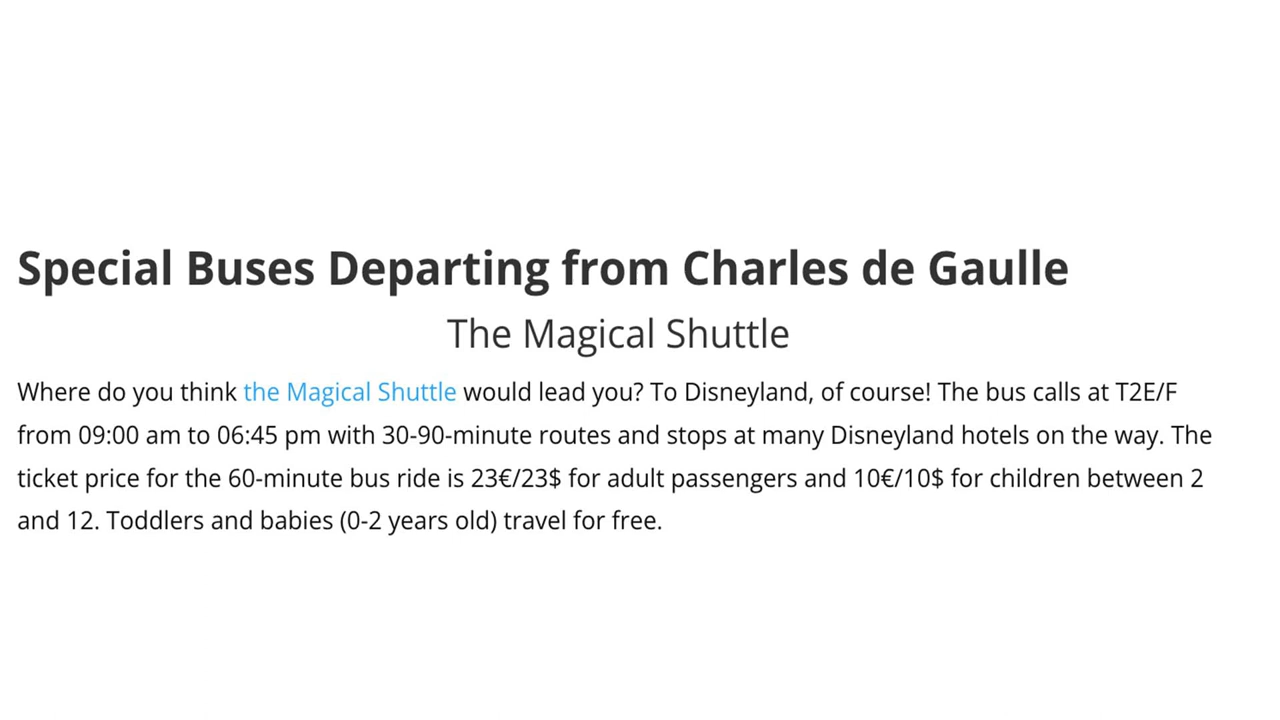 Special Buses Departing from Charles de Gaulle
The Magical Shuttle
Where do you think the Magical Shuttle would lead you? To Disneyland, of course! The bus calls at T2E/F
from 09:00 am to 06:45 pm with 30-90-minute routes and stops at many Disneyland hotels on the way. The
ticket price for the 60-minute bus ride is 23€/23$ for adult passengers and 10€/10$ for children between 2
and 12. Toddlers and babies (0-2 years old) travel for free.